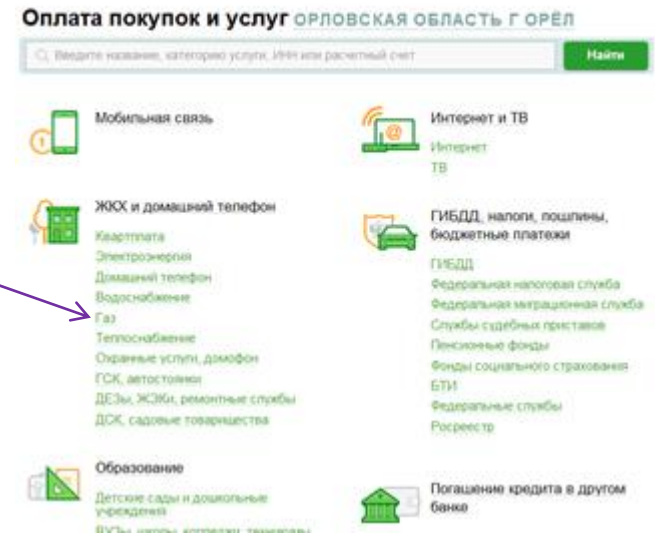 Оплата покупок и услуг ОРЛОВСКАЯ ОБЛАСТЬ Г ОРЁЛ
Введите название, категорию услуги, ИНН или расчетный счет
Найти
Мобильная связь
Интернет и ТВ
Интернет
ТВ
ЖКХ и домашний телефон
Квартплата
Электроэнергия
Домашний телефон
Водоснабжение
Газ
Теплоснабжение
Охранные услуги, домофон
ГСК, автостоянки
ДЕЗы, ЖЭКи, ремонтные службы
ДСК, садовые товарищества
ГИБДД, налоги, пошлины,
бюджетные платежи
ГИБДД
Федеральная налоговая служба
Федеральная миграционная служба
Службы судебных приставов
Пенсионные фонды
Фонды социального страхования
БТИ
Федеральные службы
Росреестр
Образование
Детские сады и дошкольные
учреждения
ВУЗы, школы, колледжи, техникумы
Погашение кредита в другом
банке